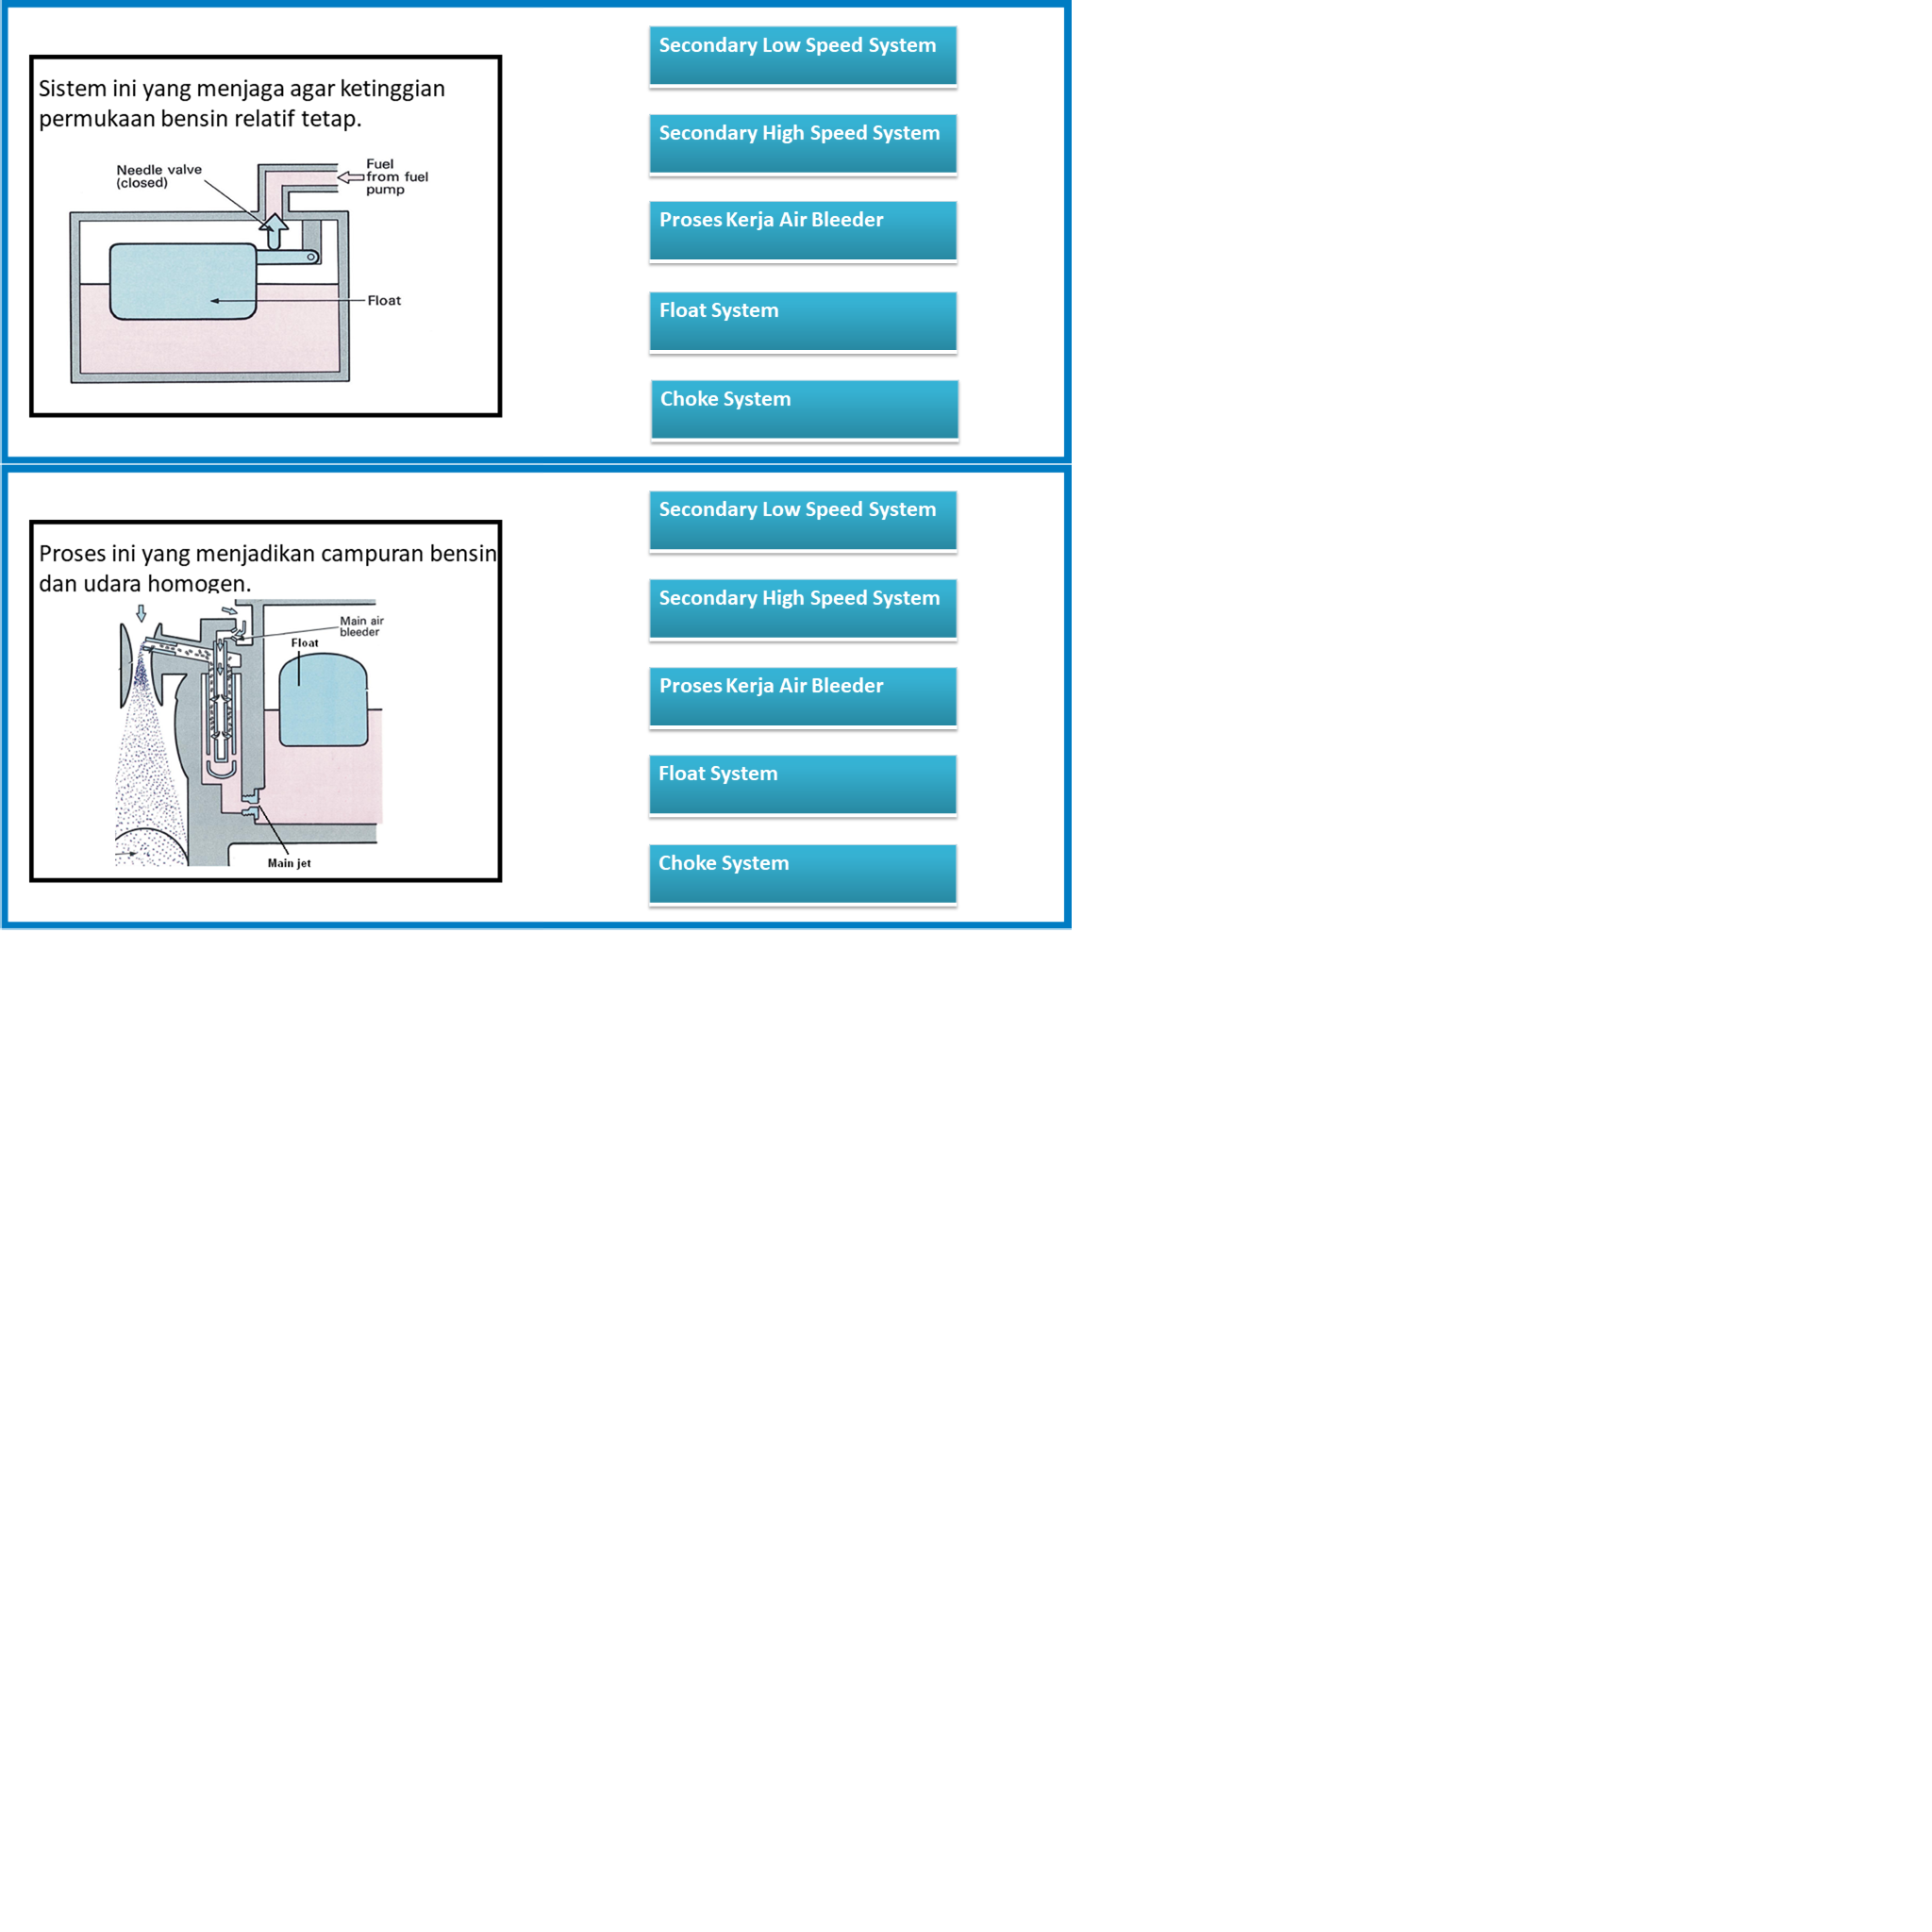 Sistem ini yang menjaga agar ketinggian
permukaan bensin relatif tetap.
Needle valve
(closed)
Fuel
from fuel
pump
Float
Secondary Low Speed System
Secondary High Speed System
Proses Kerja Air Bleeder
Float System
Choke System
Proses ini yang menjadikan campuran bensin
dan udara homogen.
Main air
bleeder
Float
Main jet
Secondary Low Speed System
Secondary High Speed System
Proses Kerja Air Bleeder
Float System
Choke System